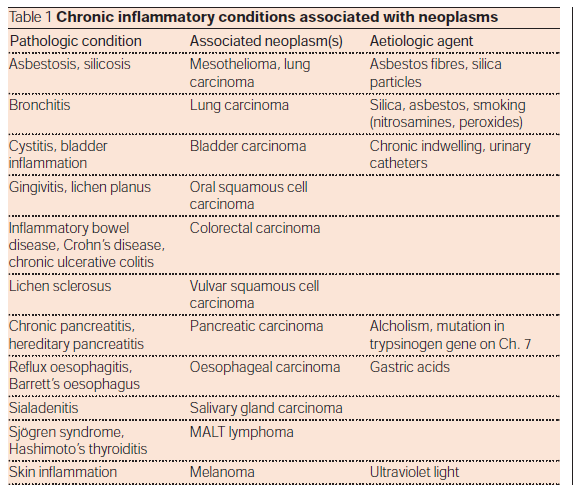 Table 1 Chronic inflammatory conditions associated with neoplasms
Pathologic condition Associated neoplasm(s) Aetiologic agent
Asbestosis, silicosis Mesothelioma, lung Asbestos fibres, silica
carcinoma particles
Bronchitis Lung carcinoma Silica, asbestos, smoking
(nitrosamines, peroxides)
Cystitis, bladder Bladder carcinoma Chronic indwelling, urinary
inflammation catheters
Gingivitis, lichen planus Oral squamous cell
carcinoma
Inflammatory bowel Colorectal carcinoma
disease, Crohn's disease,
chronic ulcerative colitis
Lichen sclerosus Vulvar squamous cell
carcinoma
Chronic pancreatitis, Pancreatic carcinoma Alcholism, mutation in
hereditary pancreatitis trypsinogen gene on Ch. 7
Reflux oesophagitis, Oesophageal carcinoma Gastric acids
Barrett's oesophagus
Sialadenitis Salivary gland carcinoma
Sjögren syndrome, MALT lymphoma
Hashimoto's thyroiditis
Skin inflammation Melanoma Ultraviolet light